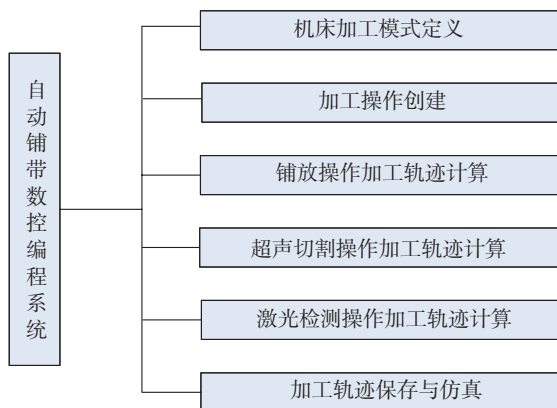 自动铺带数控编程系统
机床加工模式定义
加工操作创建
铺放操作加工轨迹计算
超声切割操作加工轨迹计算
激光检测操作加工轨迹计算
加工轨迹保存与仿真